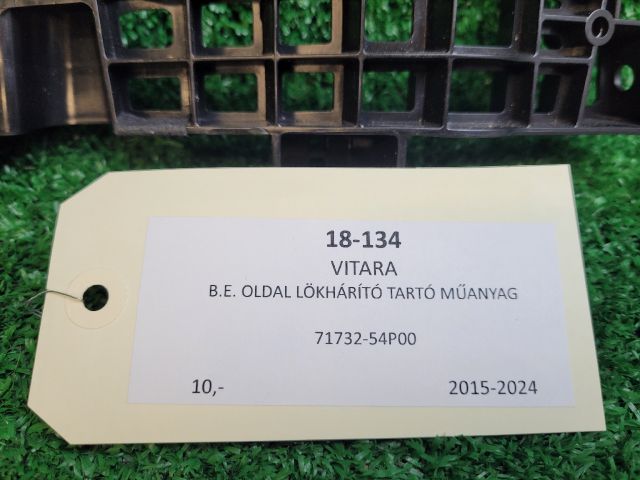 18-134
VITARA
B.E. OLDAL LÖKHÁRÍTÓ TARTÓ MŰANYAG
71732-54P00
10,- 2015-2024